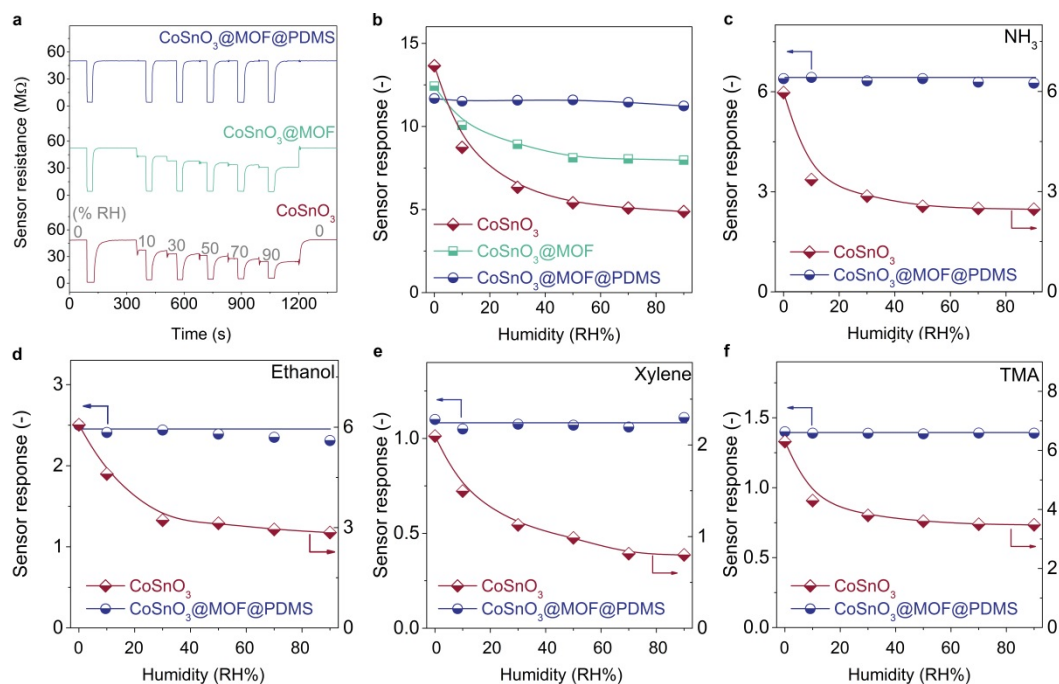 a
CoSnO3@MOF@PDMS
60
30
0
CoSnO3@MOF
60
30
0
CoSnO3
(% RH)
0 10 30 50 70 90 0
60
30
0
0 300 600 900 1200
Time (s)
Sensor resistance (MΩ)
b
15
10
5
0
CoSnO3
CoSnO3@MOF
CoSnO3@MOF@PDMS
0 20 40 60 80
Humidity (RH%)
Sensor response (-)
c
NH3
6
3
0
6
3
0
CoSnO3
CoSnO3@MOF@PDMS
0 20 40 60 80
Humidity (RH%)
Sensor response (-)
d
Ethanol
3
2
1
0
6
3
0
CoSnO3
CoSnO3@MOF@PDMS
0 20 40 60 80
Humidity (RH%)
Sensor response (-)
e
Xylene
1.0
0.5
0.0
2
1
0
CoSnO3
CoSnO3@MOF@PDMS
0 20 40 60 80
Humidity (RH%)
Sensor response (-)
f
TMA
1.5
1.0
0.75
0.0
8
6
4
2
0
CoSnO3
CoSnO3@MOF@PDMS
0 20 40 60 80
Humidity (RH%)
Sensor response (-)